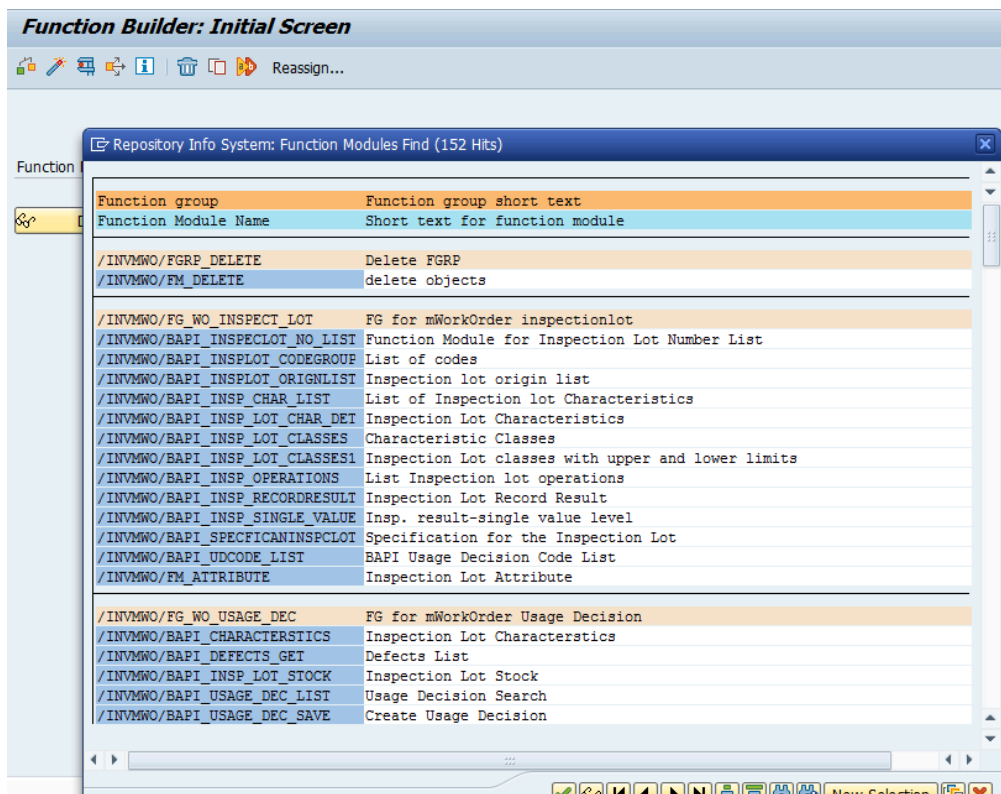 Function Builder: Initial Screen
Reassign...
Repository Info System: Function Modules Find (152 Hits)
Function
Function group Function group short text
Function Module Name Short text for function module
/INVMWO/FGRP_DELETE Delete FGRP
/INVMWO/FM_DELETE delete objects
/INVMWO/FG_WO_INSPECT_LOT FG for mWorkOrder inspectionlot
/INVMWO/BAPI_INSPECLOT_NO_LIST Function Module for Inspection Lot Number List
/INVMWO/BAPI_INSPLOT_CODEGROUP List of codes
/INVMWO/BAPI_INSPLOT_ORIGNLIST Inspection lot origin list
/INVMWO/BAPI_INSP_CHAR_LIST List of Inspection lot Characteristics
/INVMWO/BAPI_INSP_LOT_CHAR_DET Inspection Lot Characteristics
/INVMWO/BAPI_INSP_LOT_CLASSES Characteristic Classes
/INVMWO/BAPI_INSP_LOT_CLASSES1 Inspection Lot classes with upper and lower limits
/INVMWO/BAPI_INSP_OPERATIONS List Inspection lot operations
/INVMWO/BAPI_INSP_RECORDRESULT Inspection Lot Record Result
/INVMWO/BAPI_INSP_SINGLE_VALUE Insp. result-single value level
/INVMWO/BAPI_SPECFICANINSPCLOT Specification for the Inspection Lot
/INVMWO/BAPI_UDCODE_LIST BAPI Usage Decision Code List
/INVMWO/FM_ATTRIBUTE Inspection Lot Attribute
/INVMWO/FG_WO_USAGE_DEC FG for mWorkOrder Usage Decision
/INVMWO/BAPI_CHARACTERSTICS Inspection Lot Characterstics
/INVMWO/BAPI_DEFECTS_GET Defects List
/INVMWO/BAPI_INSP_LOT_STOCK Inspection Lot Stock
/INVMWO/BAPI_USAGE_DEC_LIST Usage Decision Search
/INVMWO/BAPI_USAGE_DEC_SAVE Create Usage Decision
New Selection